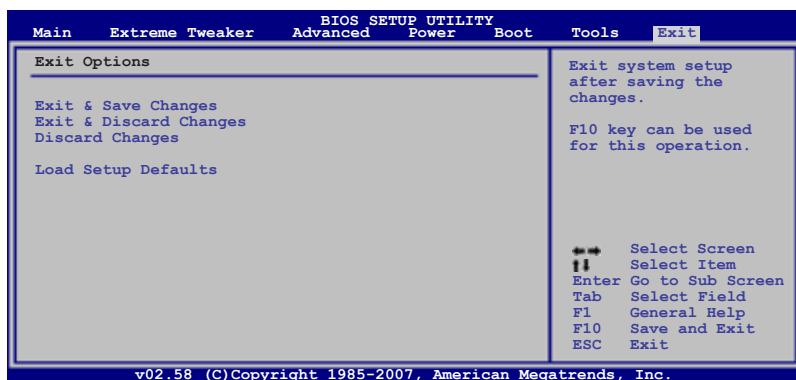 BIOS SETUP UTILITY
Main Extreme Tweaker Advanced Power Boot Tools Exit
Exit Options
Exit & Save Changes
Exit & Discard Changes
Discard Changes
Load Setup Defaults
Exit system setup
after saving the
changes.
F10 key can be used
for this operation.
←→ Select Screen
↑↓ Select Item
Enter Go to Sub Screen
Tab Select Field
F1 General Help
F10 Save and Exit
ESC Exit
v02.58 (C)Copyright 1985-2007, American Megatrends, Inc.